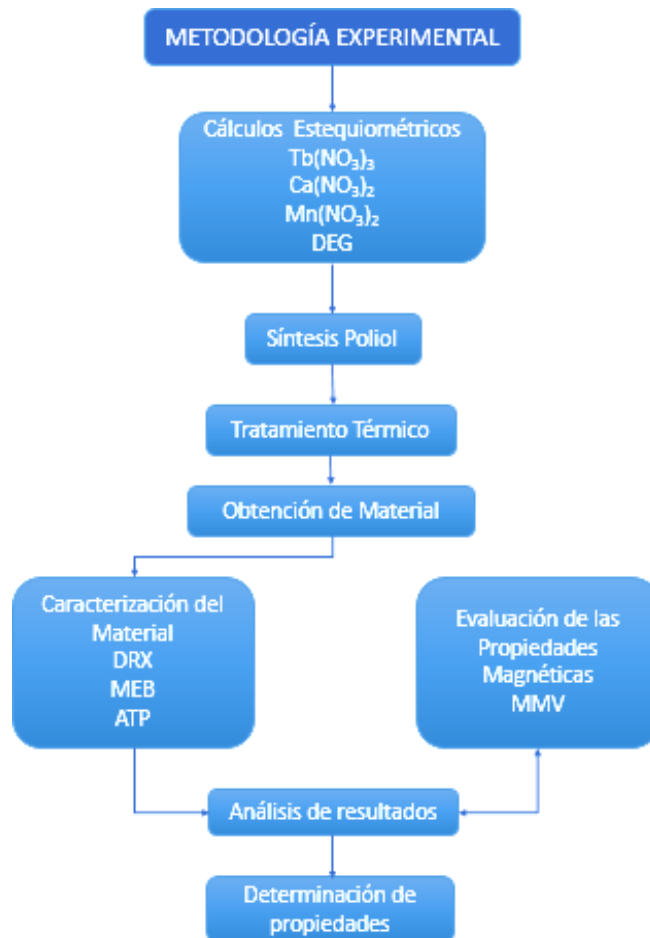 METODOLOGÍA EXPERIMENTAL
Cálculos Estequiométricos
Tb(NO₃)₃
Ca(NO₃)₂
Mn(NO₃)₂
DEG
Síntesis Poliol
Tratamiento Térmico
Obtención de Material
Caracterización del
Material
DRX
MEB
ATP
Evaluación de las
Propiedades
Magnéticas
MMV
Análisis de resultados
Determinación de
propiedades